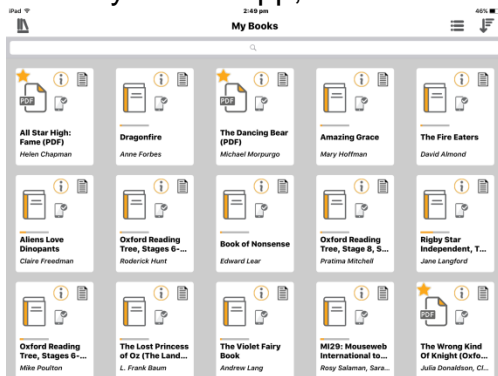 iPad 2:49 pm 46%
My Books
PDF PDF
All Star High: Dragonfire The Dancing Bear Amazing Grace The Fire Eaters
Fame (PDF) (PDF)
Helen Chapman Anne Forbes Michael Morpurgo Mary Hoffman David Almond
Aliens Love Oxford Reading Book of Nonsense Oxford Reading Rigby Star
Dinopants Tree, Stages 6-... Tree, Stage 8, S... Independent, T...
Claire Freedman Roderick Hunt Edward Lear Pratima Mitchell Jane Langford
PDF
Oxford Reading The Lost Princess The Violet Fairy MI29: Mouseweb The Wrong Kind
Tree, Stages 6-... of Oz (The Land... Book International to... Of Knight (Oxfo...
Mike Poulton L. Frank Baum Andrew Lang Rosy Salaman, Sara... Julia Donaldson, Cl...